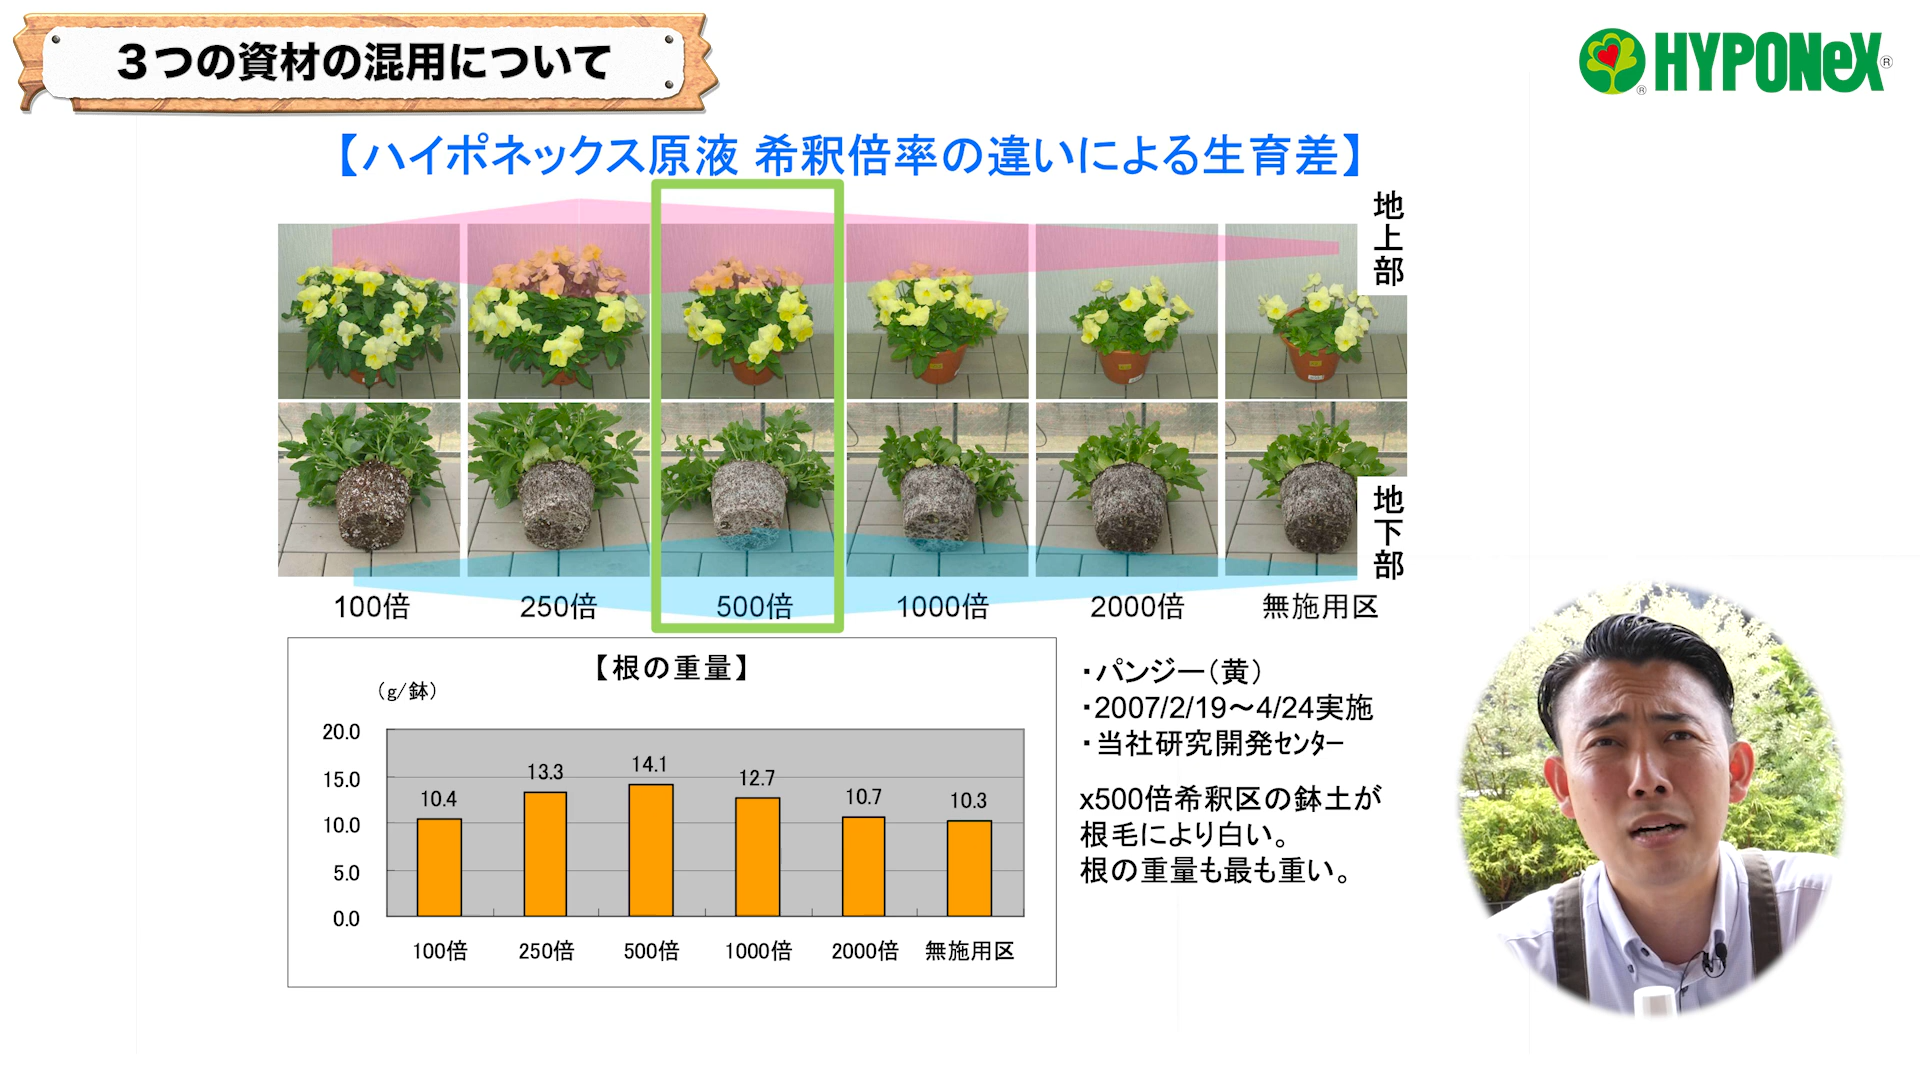 3つの資材の混用について
HYPONeX®
【ハイポネックス原液 希釈倍率の違いによる生育差】
地上部
地下部
100倍 250倍 500倍 1000倍 2000倍 無施用区
【根の重量】
(g/鉢)
20.0
15.0
10.0
5.0
0.0
10.4 13.3 14.1 12.7 10.7 10.3
100倍 250倍 500倍 1000倍 2000倍 無施用区
・パンジー(黄)
・2007/2/19～4/24実施
・当社研究開発ｾﾝﾀｰ
x500倍希釈区の鉢土が
根毛により白い。
根の重量も最も重い。